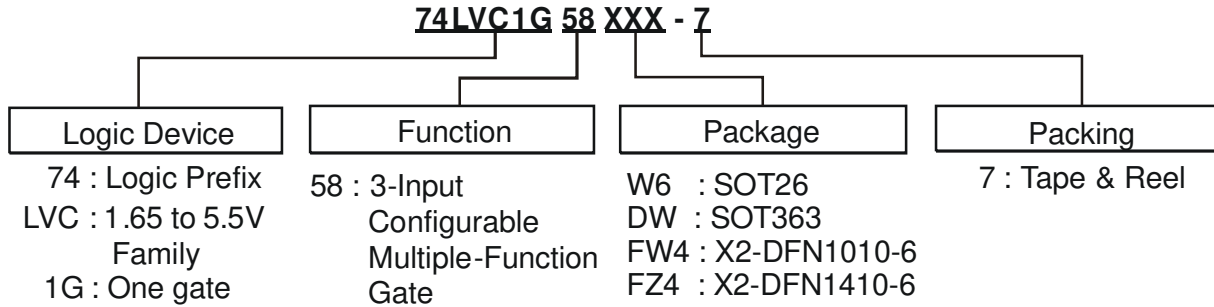 74LVC1G 58 XXX - 7
Logic Device
74 : Logic Prefix
LVC : 1.65 to 5.5V
Family
1G : One gate
Function
58 : 3-Input
Configurable
Multiple-Function
Gate
Package
W6 : SOT26
DW : SOT363
FW4 : X2-DFN1010-6
FZ4 : X2-DFN1410-6
Packing
7 : Tape & Reel